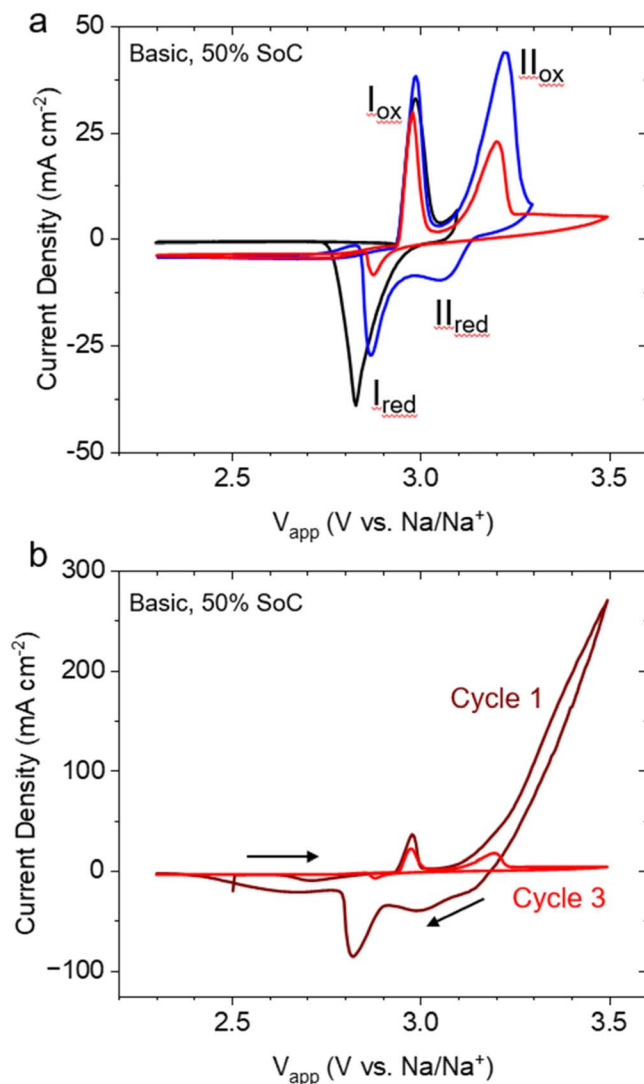 a
50
25
0
-25
-50
Current Density (mA cm⁻²)
Basic, 50% SoC
I_ox
II_ox
II_red
I_red
2.5 3.0 3.5
V_app (V vs. Na/Na⁺)
b
300
200
100
0
−100
Current Density (mA cm⁻²)
Basic, 50% SoC
Cycle 1
Cycle 3
2.5 3.0 3.5
V_app (V vs. Na/Na⁺)